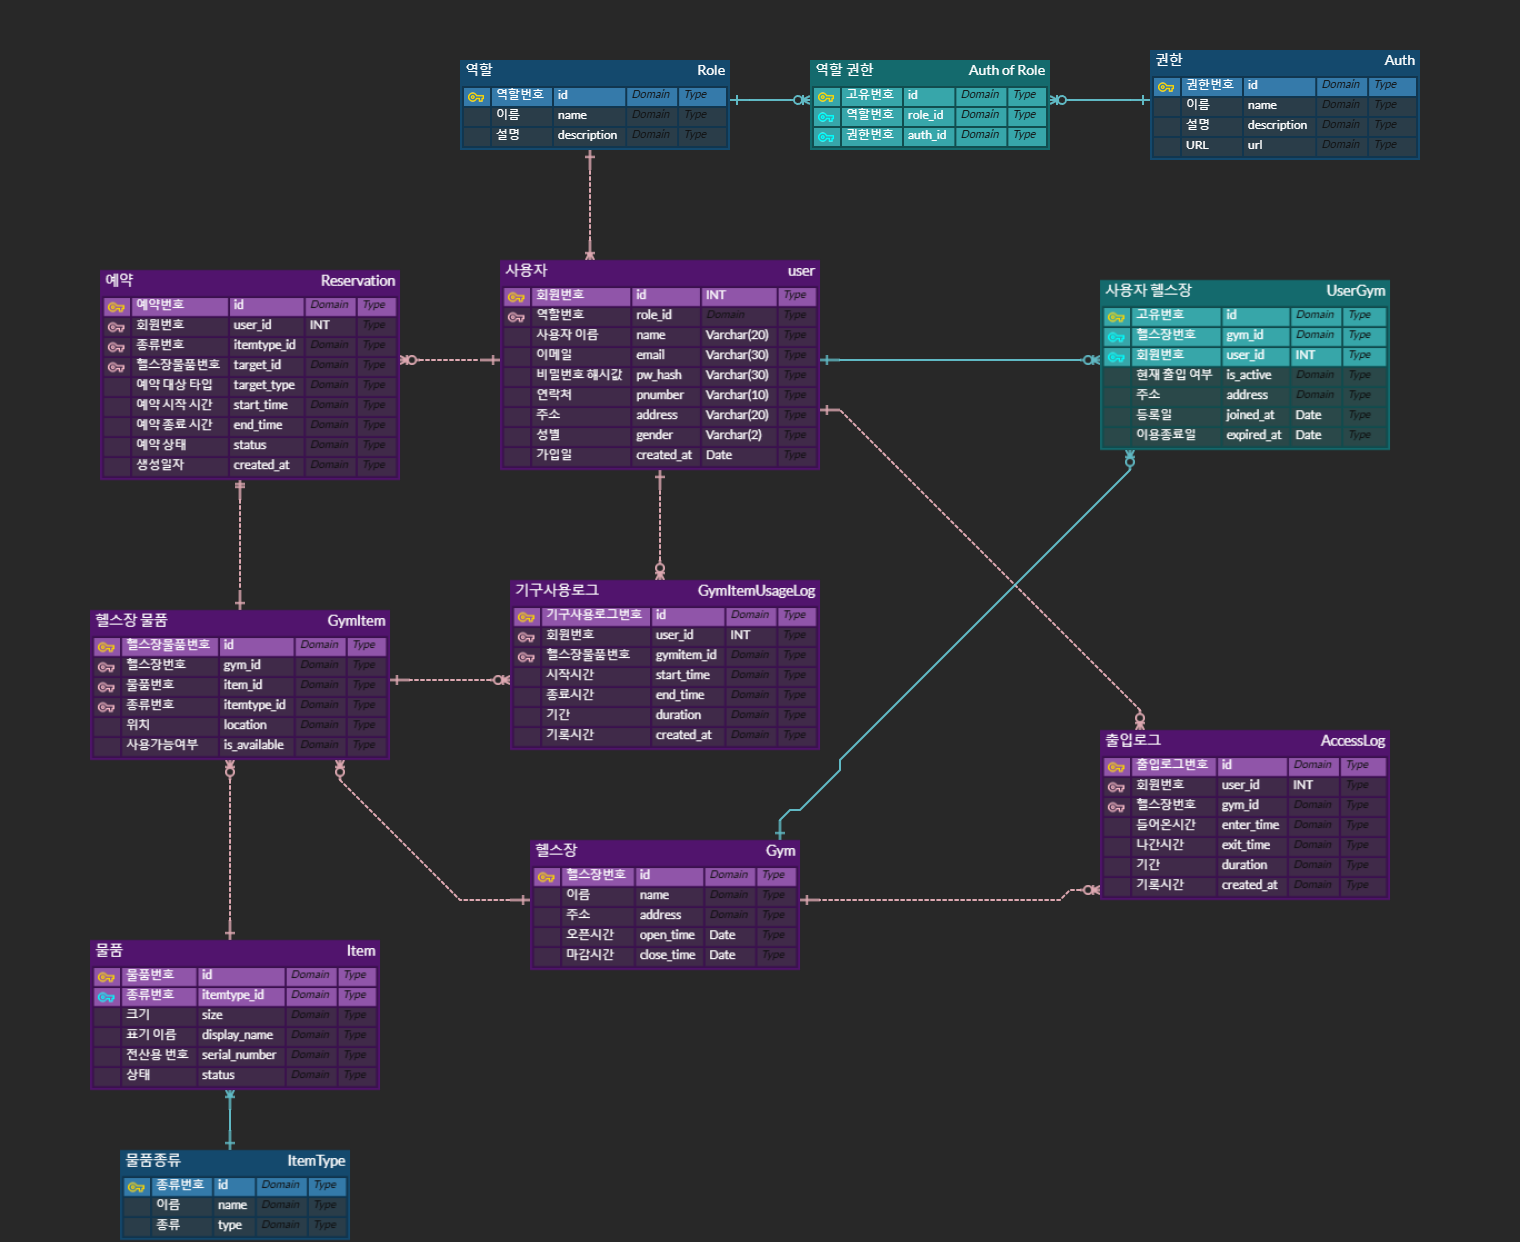 역할 Role
역할번호 id Domain Type
이름 name Domain Type
설명 description Domain Type
역할 권한 Auth of Role
고유번호 id Domain Type
역할번호 role_id Domain Type
권한번호 auth_id Domain Type
권한 Auth
권한번호 id Domain Type
이름 name Domain Type
설명 description Domain Type
URL url Domain Type
예약 Reservation
예약번호 id Domain Type
회원번호 user_id INT Type
종류번호 itemtype_id Domain Type
헬스장물품번호 target_id Domain Type
예약 대상 타입 target_type Domain Type
예약 시작 시간 start_time Domain Type
예약 종료 시간 end_time Domain Type
예약 상태 status Domain Type
생성일자 created_at Domain Type
사용자 user
회원번호 id INT Type
역할번호 role_id Domain Type
사용자 이름 name Varchar(20) Type
이메일 email Varchar(30) Type
비밀번호 해시값 pw_hash Varchar(30) Type
연락처 pnumber Varchar(10) Type
주소 address Varchar(20) Type
성별 gender Varchar(2) Type
가입일 created_at Date Type
사용자 헬스장 UserGym
고유번호 id Domain Type
헬스장번호 gym_id Domain Type
회원번호 user_id INT Type
현재 출입 여부 is_active Domain Type
주소 address Domain Type
등록일 joined_at Date Type
이용종료일 expired_at Date Type
헬스장 물품 GymItem
헬스장물품번호 id Domain Type
헬스장번호 gym_id Domain Type
물품번호 item_id Domain Type
종류번호 itemtype_id Domain Type
위치 location Domain Type
사용가능여부 is_available Domain Type
기구사용로그 GymItemUsageLog
기구사용로그번호 id Domain Type
회원번호 user_id INT Type
헬스장물품번호 gymitem_id Domain Type
시작시간 start_time Domain Type
종료시간 end_time Domain Type
기간 duration Domain Type
기록시간 created_at Domain Type
출입로그 AccessLog
출입로그번호 id Domain Type
회원번호 user_id INT Type
헬스장번호 gym_id Domain Type
들어온시간 enter_time Domain Type
나간시간 exit_time Domain Type
기간 duration Domain Type
기록시간 created_at Domain Type
헬스장 Gym
헬스장번호 id Domain Type
이름 name Domain Type
주소 address Domain Type
오픈시간 open_time Date Type
마감시간 close_time Date Type
물품 Item
물품번호 id Domain Type
종류번호 itemtype_id Domain Type
크기 size Domain Type
표기 이름 display_name Domain Type
전산용 번호 serial_number Domain Type
상태 status Domain Type
물품종류 ItemType
종류번호 id Domain Type
이름 name Domain Type
종류 type Domain Type